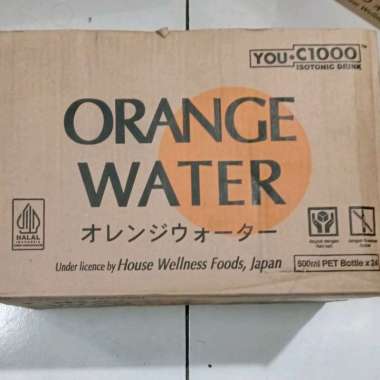 YOU•C1000
ISOTONIC DRINK
ORANGE
WATER
オレンジウォーター
HALAL
INDONESIA
Under licence by House Wellness Foods, Japan
500ml PET Bottle x 24